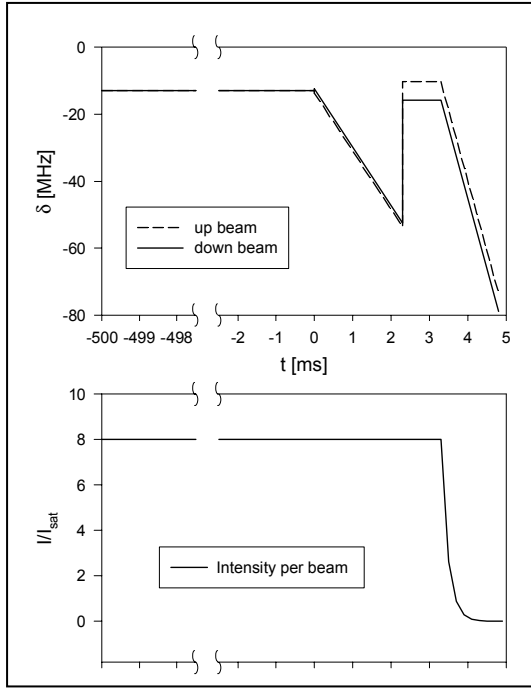 0
-20
-40
-60
-80
δ [MHz]
up beam
down beam
-500 -499 -498 -2 -1 0 1 2 3 4 5
t [ms]
10
8
6
4
2
0
I/Isat
Intensity per beam